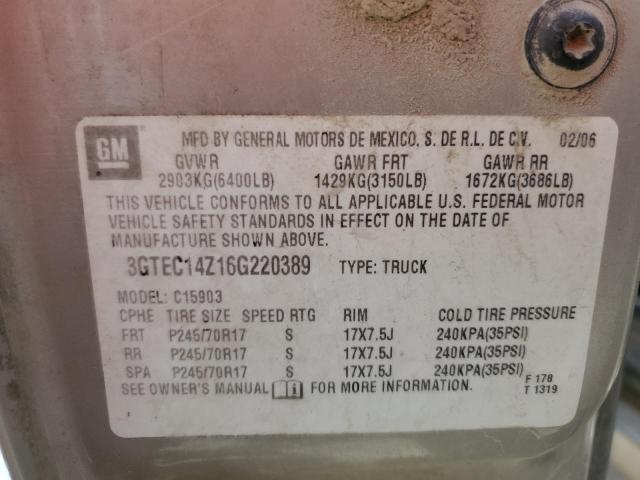 GM
MFD BY GENERAL MOTORS DE MEXICO, S. DE R.L. DE C.V. 02/06
GVWR GAWR FRT GAWR RR
2903KG(6400LB) 1429KG(3150LB) 1672KG(3686LB)
THIS VEHICLE CONFORMS TO ALL APPLICABLE U.S. FEDERAL MOTOR
VEHICLE SAFETY STANDARDS IN EFFECT ON THE DATE OF
MANUFACTURE SHOWN ABOVE.
3GTEC14Z16G220389 TYPE: TRUCK
MODEL: C15903
CPHE TIRE SIZE SPEED RTG RIM COLD TIRE PRESSURE
FRT P245/70R17 S 17X7.5J 240KPA(35PSI)
RR P245/70R17 S 17X7.5J 240KPA(35PSI)
SPA P245/70R17 S 17X7.5J 240KPA(35PSI)
SEE OWNER'S MANUAL FOR MORE INFORMATION.
F 178
T 1319